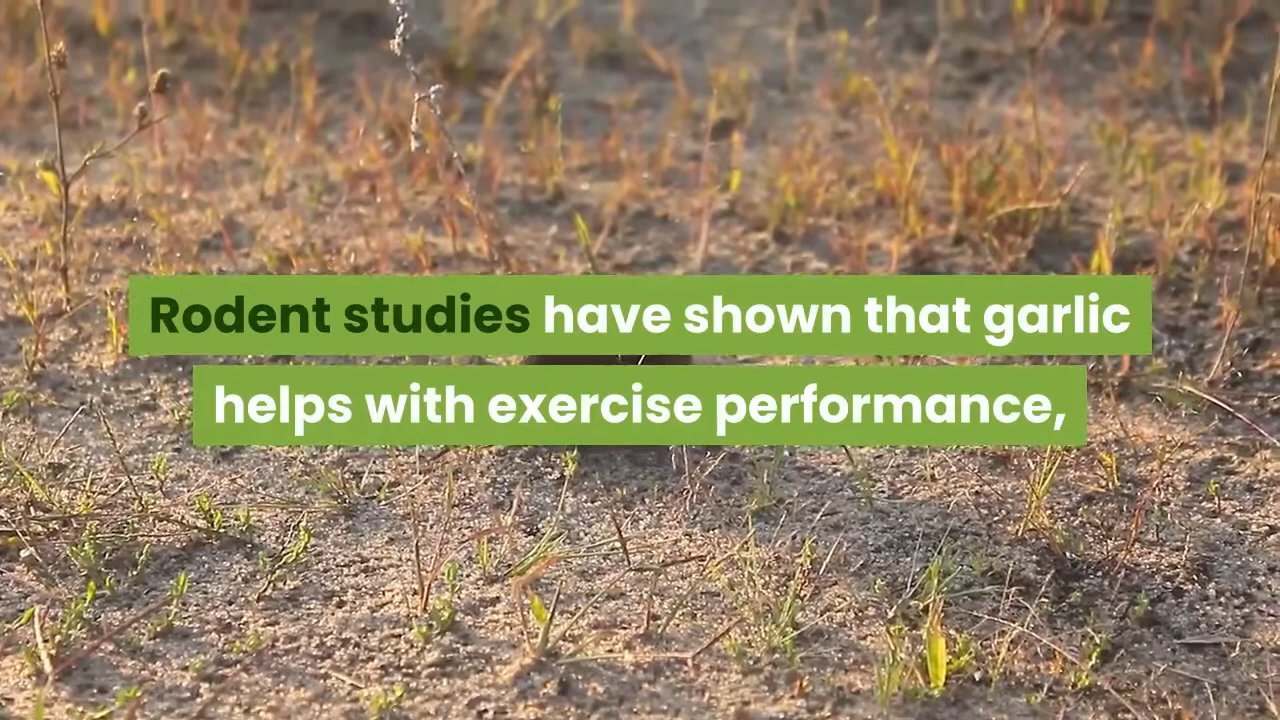 Rodent studies have shown that garlic
helps with exercise performance,